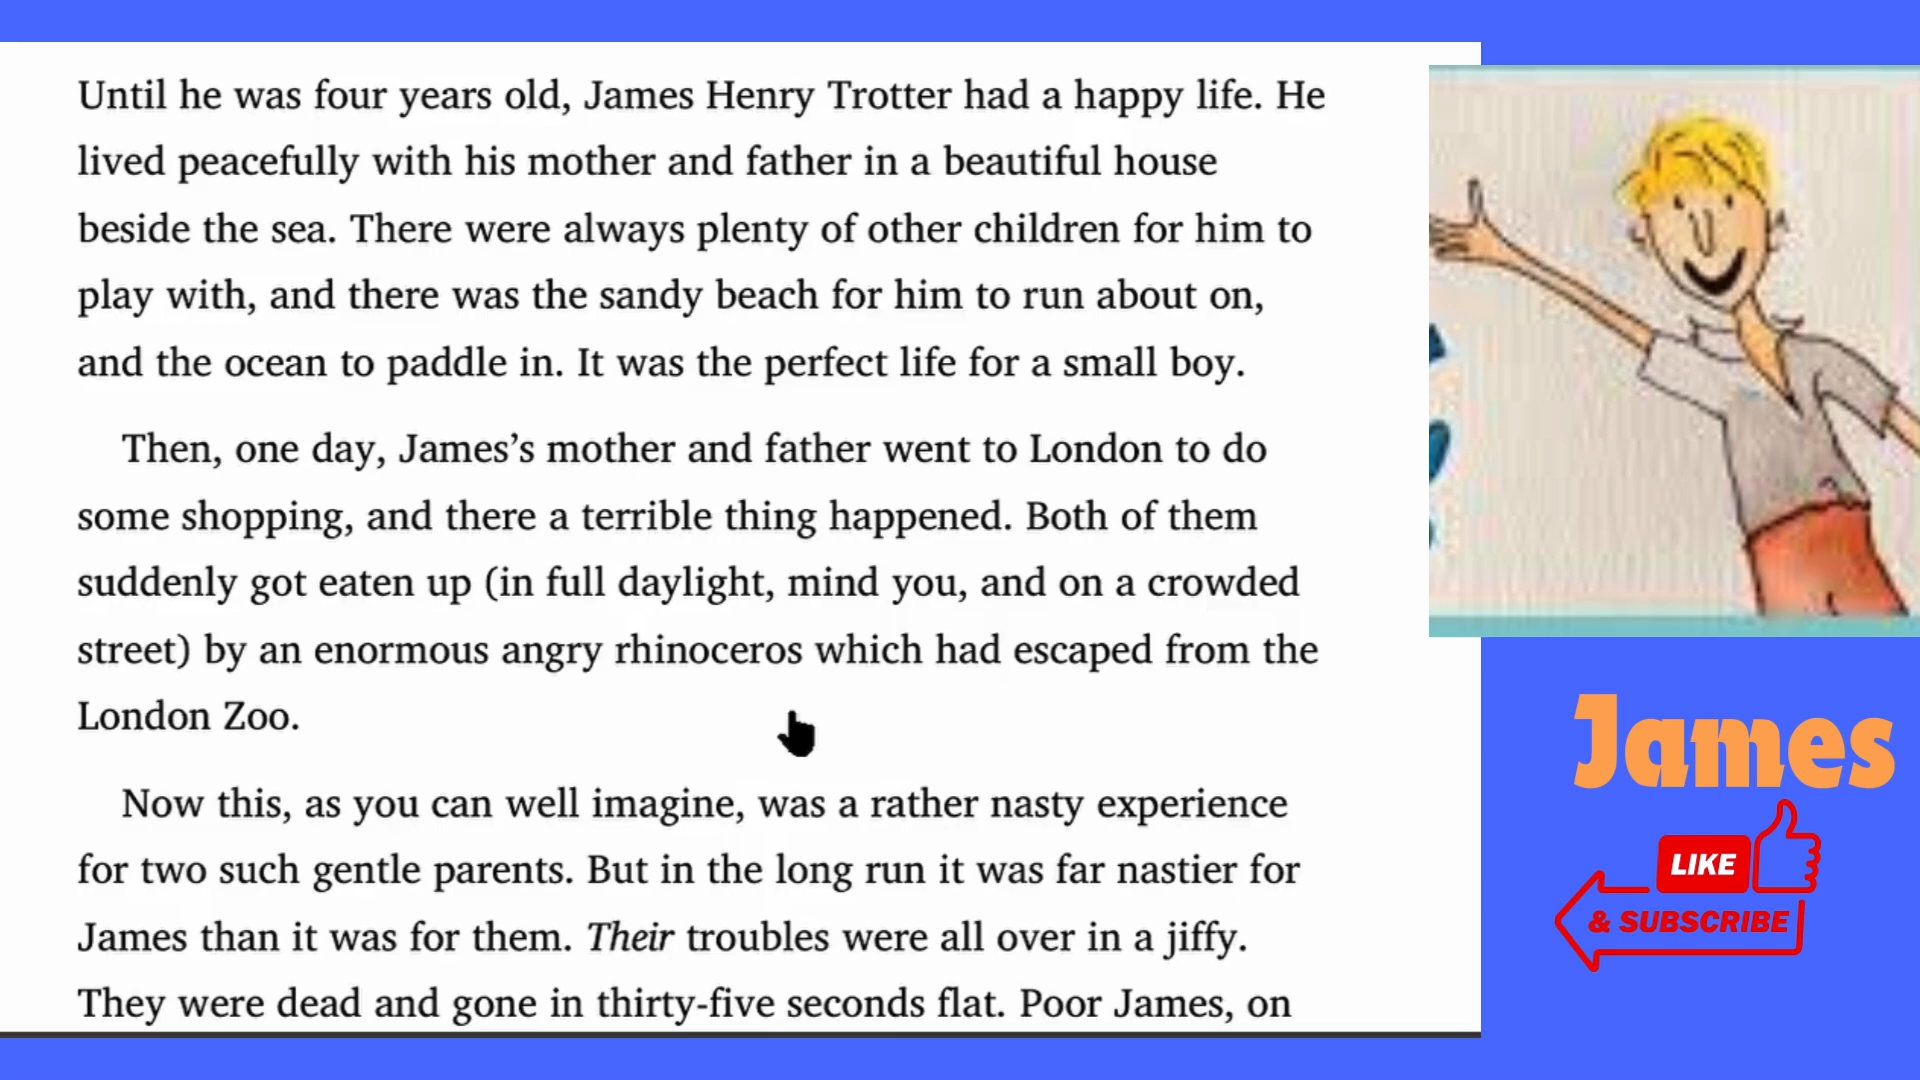 Until he was four years old, James Henry Trotter had a happy life. He
lived peacefully with his mother and father in a beautiful house
beside the sea. There were always plenty of other children for him to
play with, and there was the sandy beach for him to run about on,
and the ocean to paddle in. It was the perfect life for a small boy.
Then, one day, James’s mother and father went to London to do
some shopping, and there a terrible thing happened. Both of them
suddenly got eaten up (in full daylight, mind you, and on a crowded
street) by an enormous angry rhinoceros which had escaped from the
London Zoo.
Now this, as you can well imagine, was a rather nasty experience
for two such gentle parents. But in the long run it was far nastier for
James than it was for them. Their troubles were all over in a jiffy.
They were dead and gone in thirty-five seconds flat. Poor James, on
James
LIKE
& SUBSCRIBE